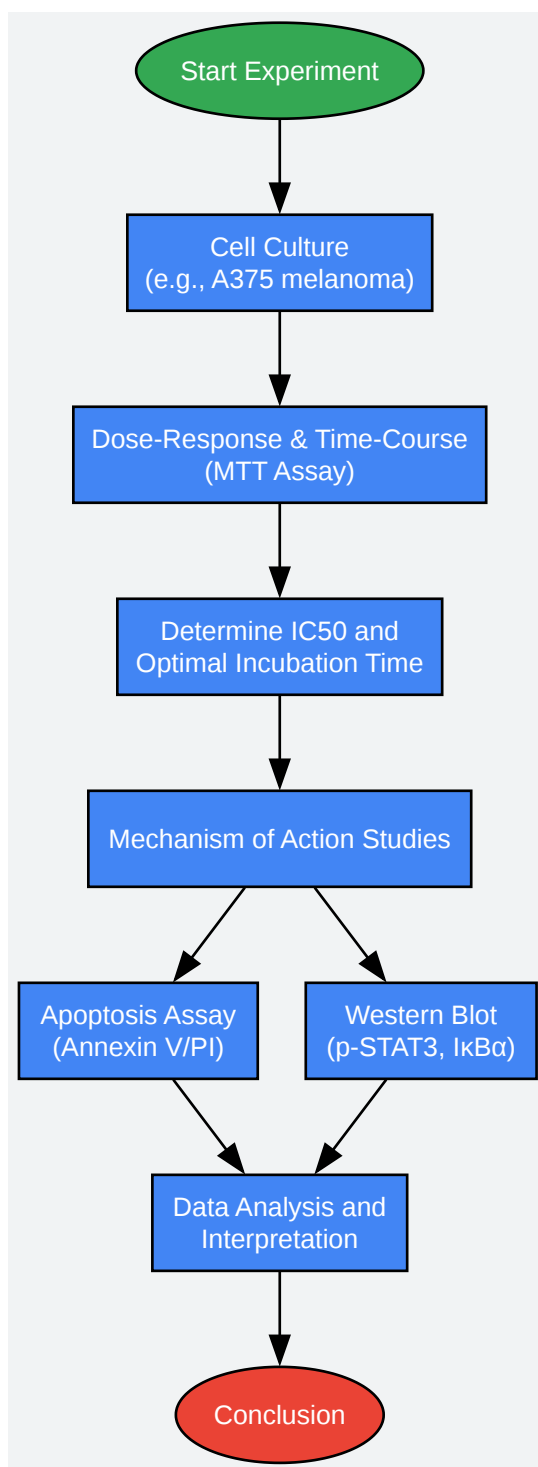 Start Experiment
Cell Culture
(e.g., A375 melanoma)
Dose-Response & Time-Course
(MTT Assay)
Determine IC50 and
Optimal Incubation Time
Mechanism of Action Studies
Apoptosis Assay
(Annexin V/PI)
Western Blot
(p-STAT3, IκBα)
Data Analysis and
Interpretation
Conclusion